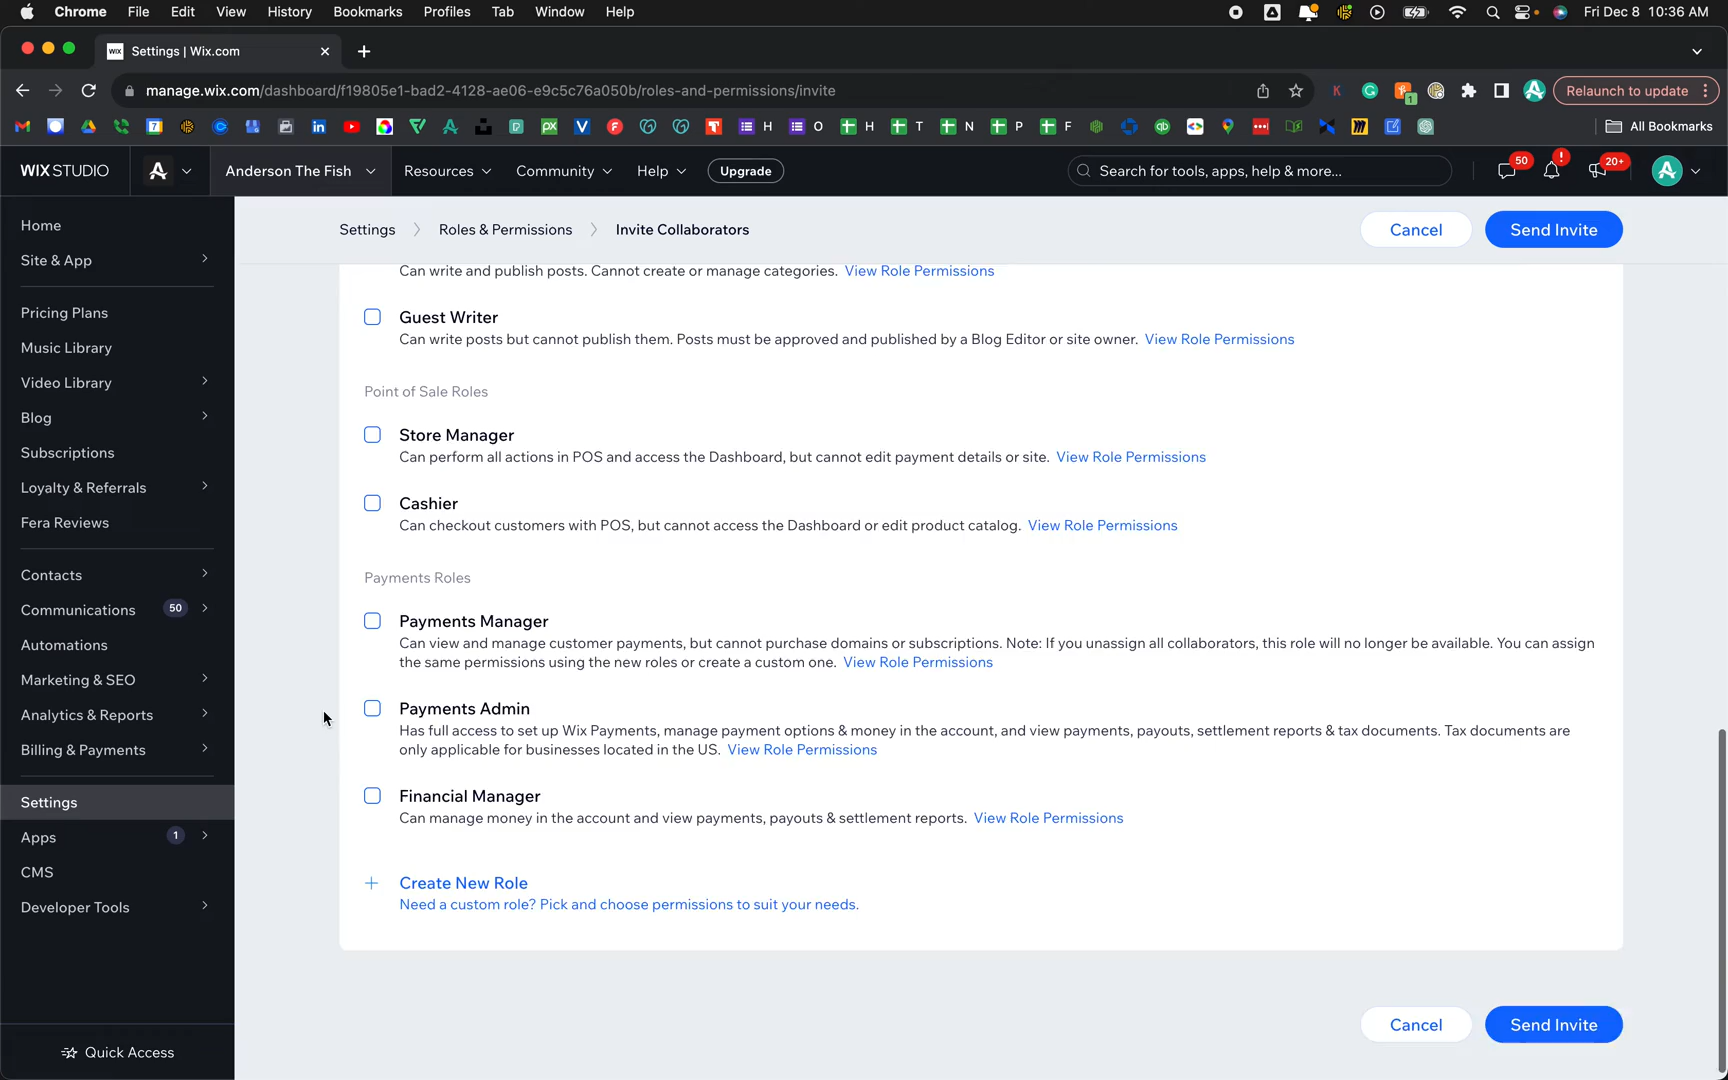 Chrome File Edit View History Bookmarks Profiles Tab Window Help Fri Dec 8 10:36 AM
WiX Settings | Wix.com
manage.wix.com/dashboard/f19805e1-bad2-4128-ae06-e9c5c76a050b/roles-and-permissions/invite Relaunch to update
H O H T N P F All Bookmarks
WIX STUDIO Anderson The Fish Resources Community Help Upgrade Search for tools, apps, help & more... 50 ! 20+
Home
Site & App
Pricing Plans
Music Library
Video Library
Blog
Subscriptions
Loyalty & Referrals
Fera Reviews
Contacts
Communications 50
Automations
Marketing & SEO
Analytics & Reports
Billing & Payments
Settings
Apps 1
CMS
Developer Tools
Quick Access
Settings Roles & Permissions Invite Collaborators Cancel Send Invite
Can write and publish posts. Cannot create or manage categories. View Role Permissions
Guest Writer
Can write posts but cannot publish them. Posts must be approved and published by a Blog Editor or site owner. View Role Permissions
Point of Sale Roles
Store Manager
Can perform all actions in POS and access the Dashboard, but cannot edit payment details or site. View Role Permissions
Cashier
Can checkout customers with POS, but cannot access the Dashboard or edit product catalog. View Role Permissions
Payments Roles
Payments Manager
Can view and manage customer payments, but cannot purchase domains or subscriptions. Note: If you unassign all collaborators, this role will no longer be available. You can assign
the same permissions using the new roles or create a custom one. View Role Permissions
Payments Admin
Has full access to set up Wix Payments, manage payment options & money in the account, and view payments, payouts, settlement reports & tax documents. Tax documents are
only applicable for businesses located in the US. View Role Permissions
Financial Manager
Can manage money in the account and view payments, payouts & settlement reports. View Role Permissions
+ Create New Role
Need a custom role? Pick and choose permissions to suit your needs.
Cancel Send Invite